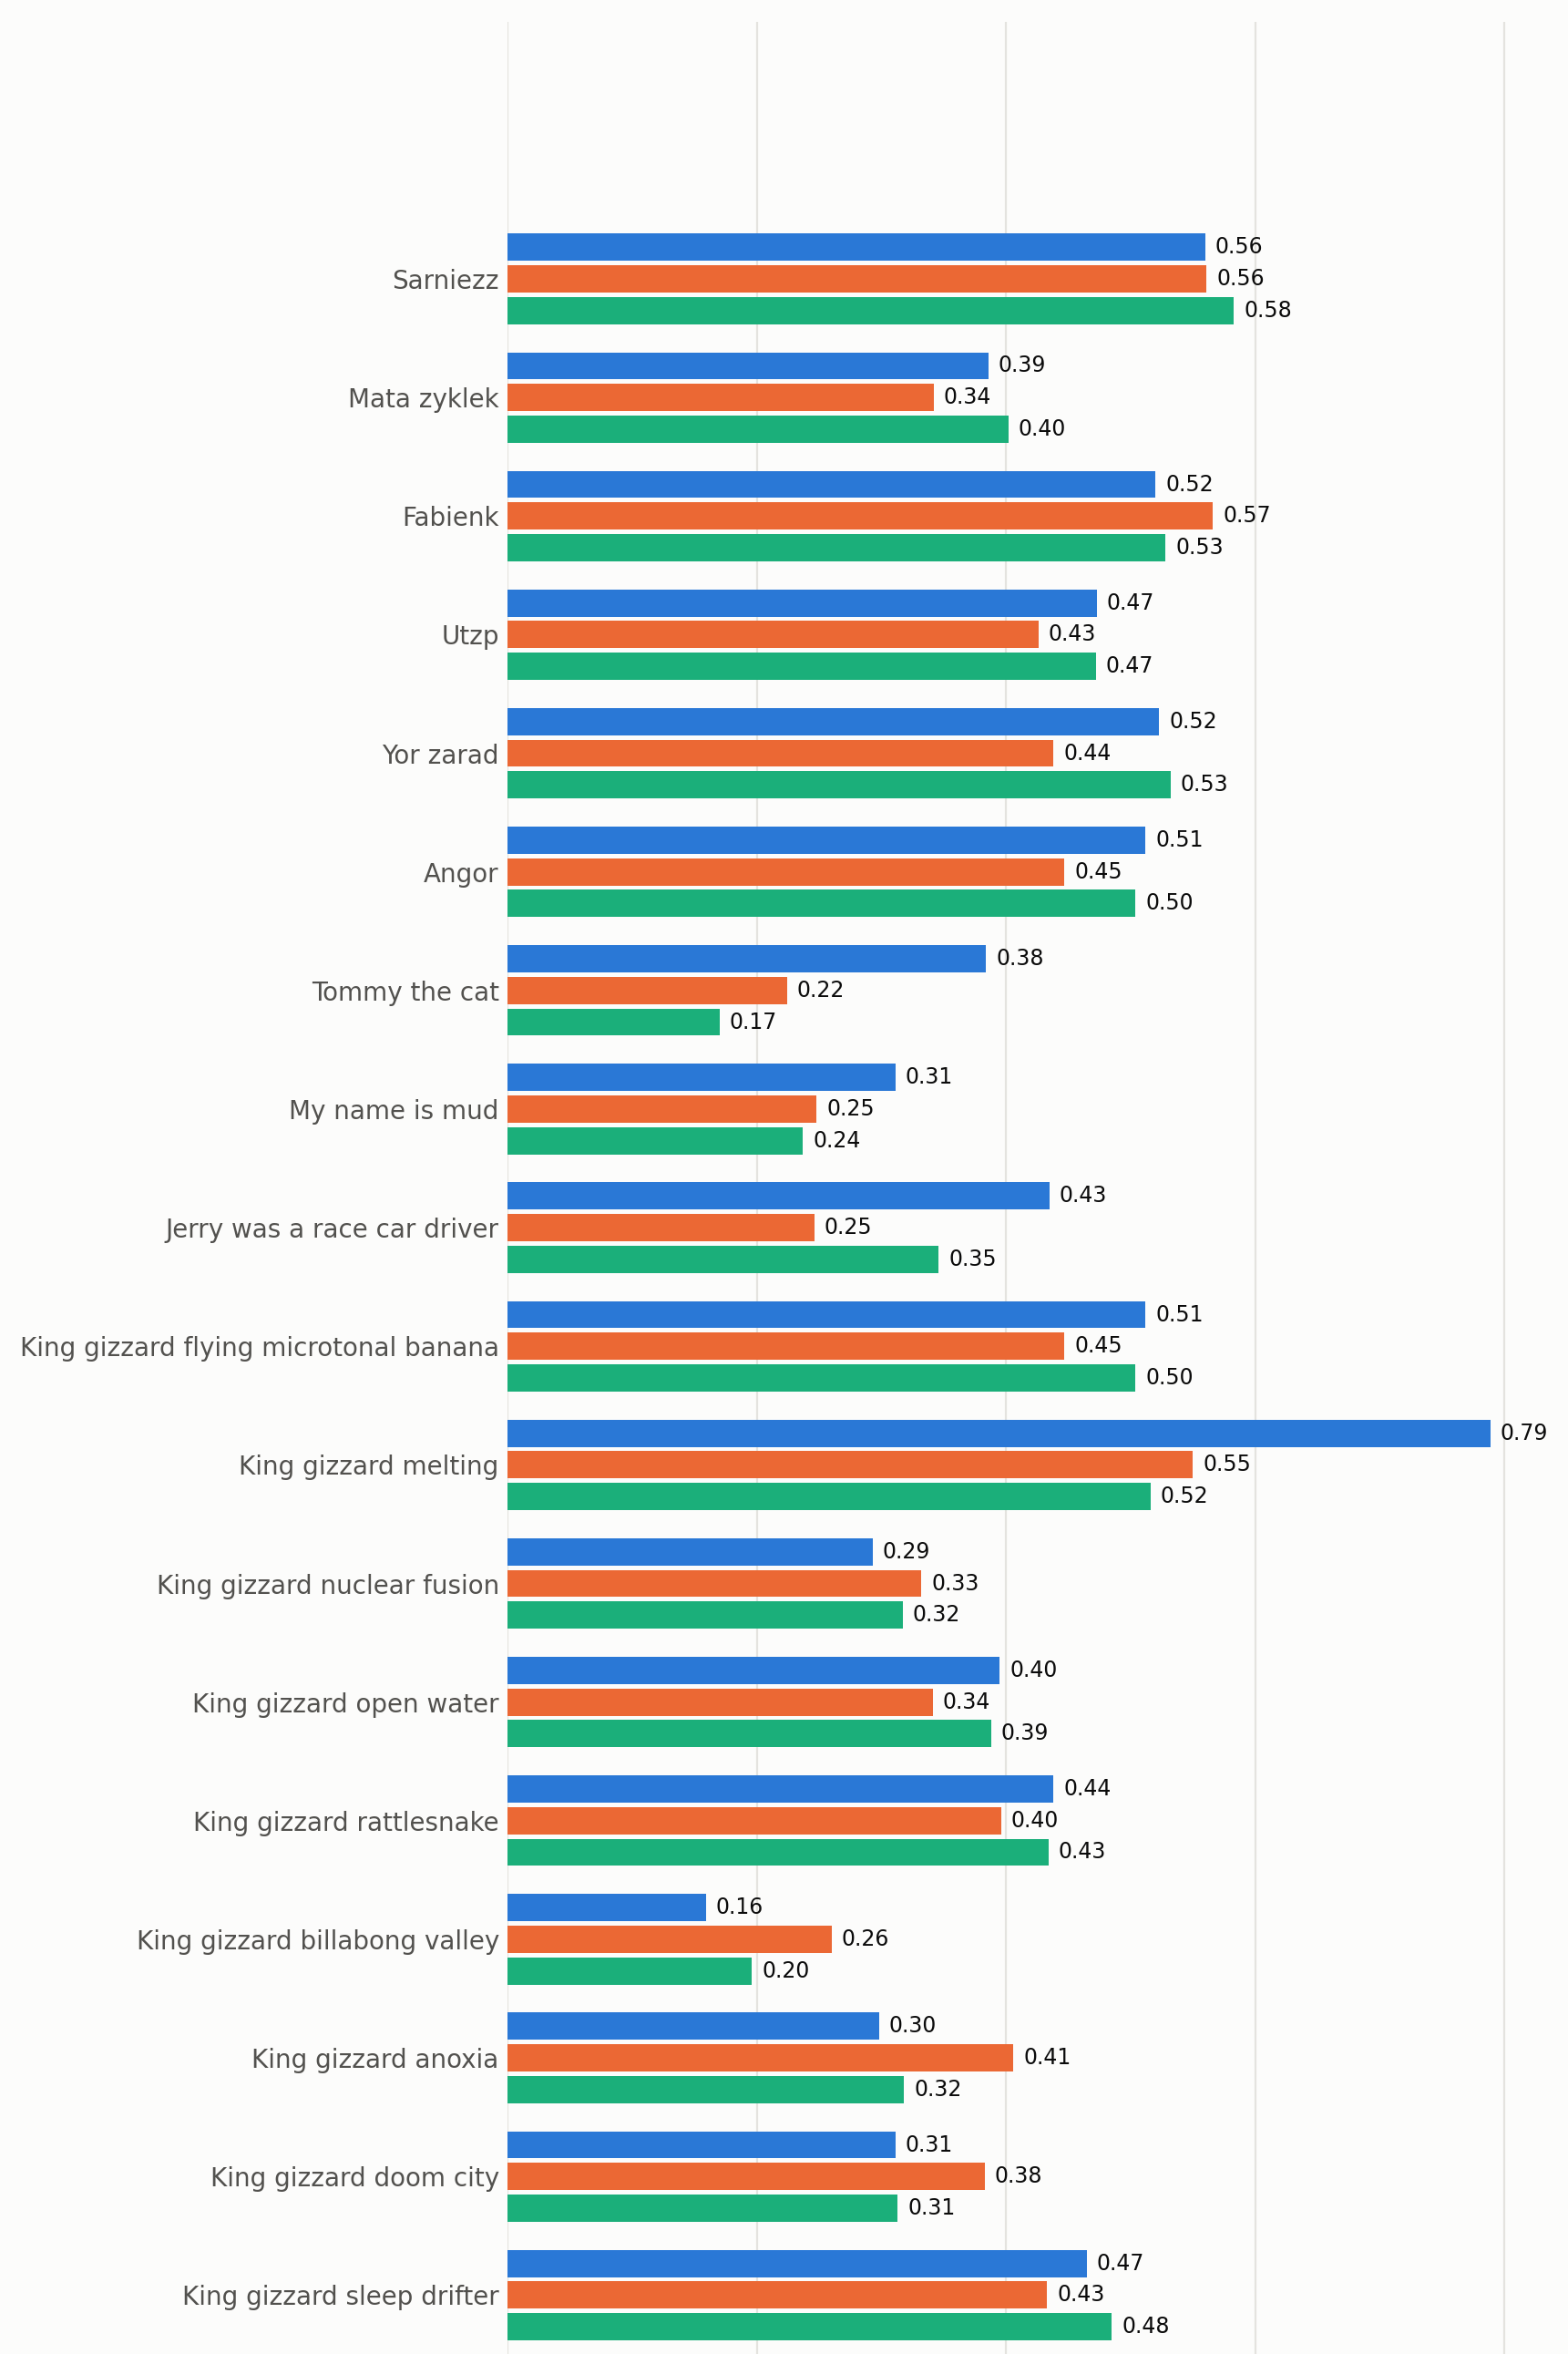 0.56
Sarniezz 0.56
0.58
0.39
Mata zyklek 0.34
0.40
0.52
Fabienk 0.57
0.53
0.47
Utzp 0.43
0.47
0.52
Yor zarad 0.44
0.53
0.51
Angor 0.45
0.50
0.38
Tommy the cat 0.22
0.17
0.31
My name is mud 0.25
0.24
0.43
Jerry was a race car driver 0.25
0.35
0.51
King gizzard flying microtonal banana 0.45
0.50
0.79
King gizzard melting 0.55
0.52
0.29
King gizzard nuclear fusion 0.33
0.32
0.40
King gizzard open water 0.34
0.39
0.44
King gizzard rattlesnake 0.40
0.43
0.16
King gizzard billabong valley 0.26
0.20
0.30
King gizzard anoxia 0.41
0.32
0.31
King gizzard doom city 0.38
0.31
0.47
King gizzard sleep drifter 0.43
0.48